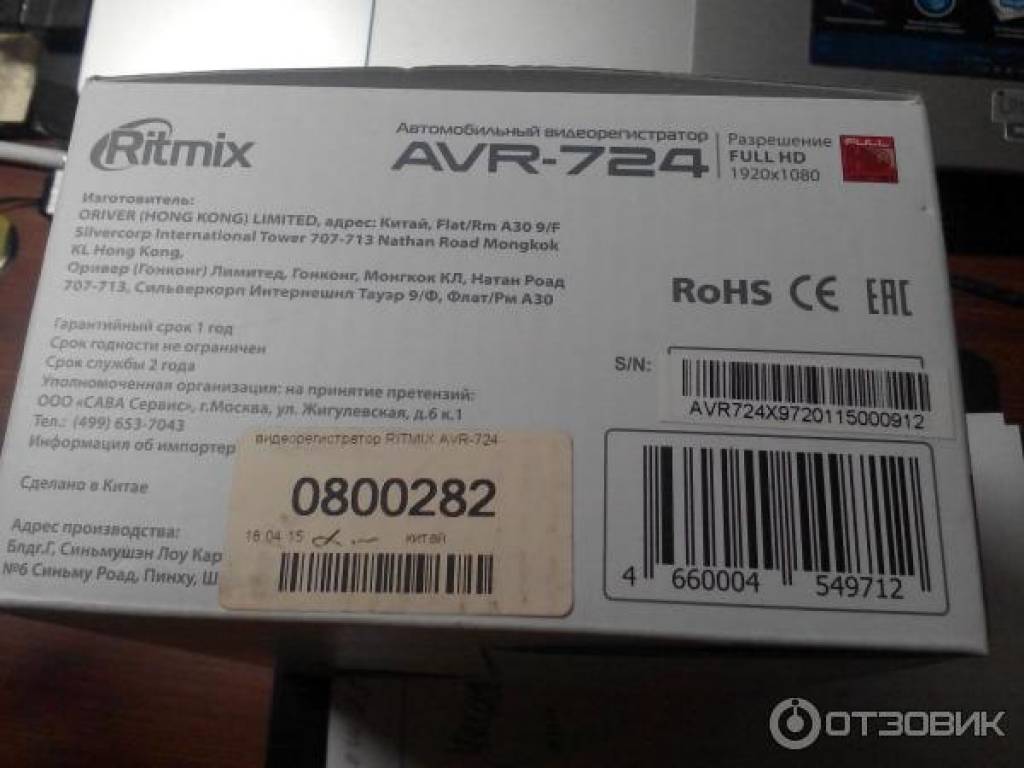 Ritmix
Автомобильный видеорегистратор
AVR-724
Разрешение
FULL HD
1920x1080
FULL
Изготовитель:
ORIVER (HONG KONG) LIMITED, адрес: Китай, Flat/Rm A30 9/F
Silvercorp International Tower 707-713 Nathan Road Mongkok
KL Hong Kong,
Оривер (Гонконг) Лимитед, Гонконг, Монгкок КЛ, Натан Роад
707-713, Сильверкорп Интернешнл Тауэр 9/Ф, Флат/Рм А30
RoHS CE EAC
Гарантийный срок 1 год
Срок годности не ограничен
Срок службы 2 года
Уполномоченная организация: на принятие претензий:
ООО «САВА Сервис», г.Москва, ул. Жигулевская, д.6 к.1
Тел.: (499) 653-7043
Информация об импортер
S/N:
AVR724X9720115000912
Сделано в Китае
Адрес производства:
Блдг.Г, Синьмушэн Лоу Кар
№6 Синьму Роад, Пинху, Ш
видеорегистратор RITMIX AVR-724
0800282
16 04 15
китай
4 660004 549712
ОТЗОВИК